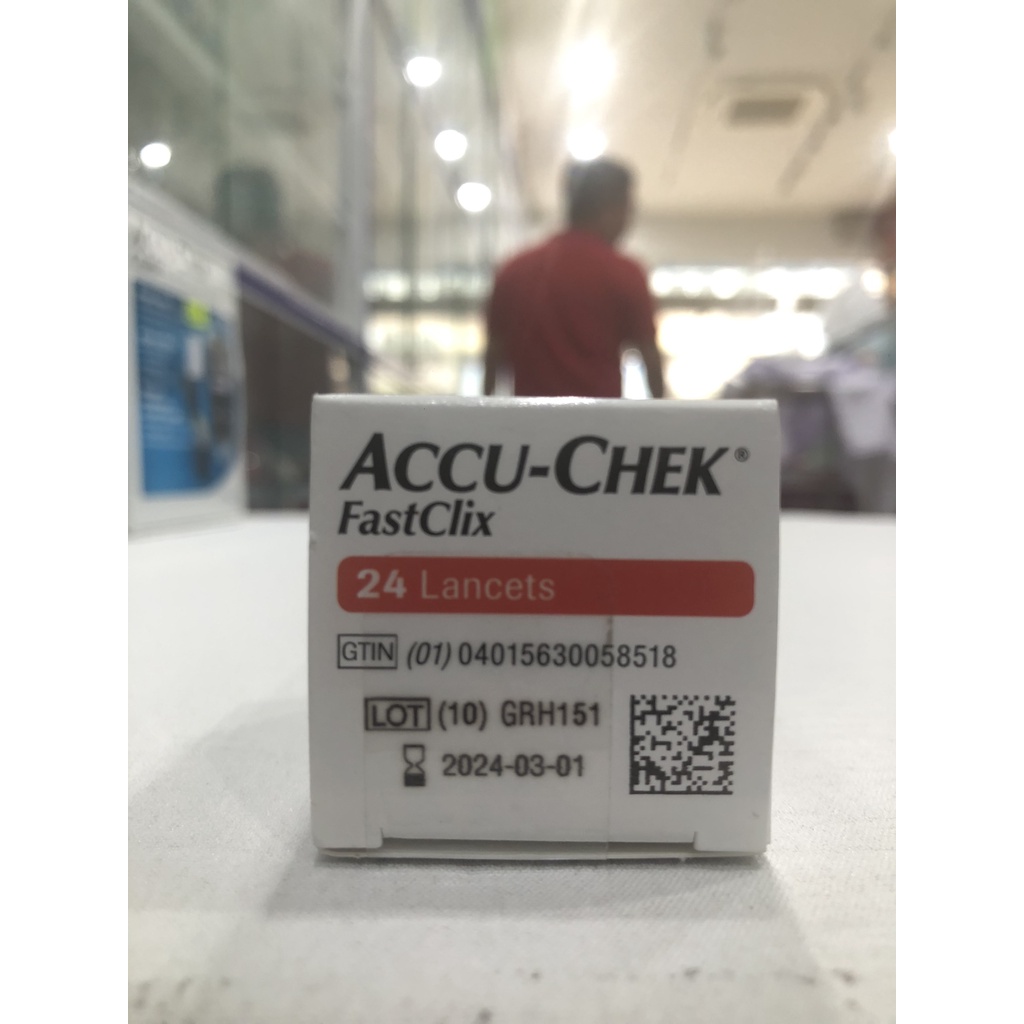 ACCU-CHEK®
FastClix
24 Lancets
GTIN (01) 04015630058518
LOT (10) GRH151
2024-03-01